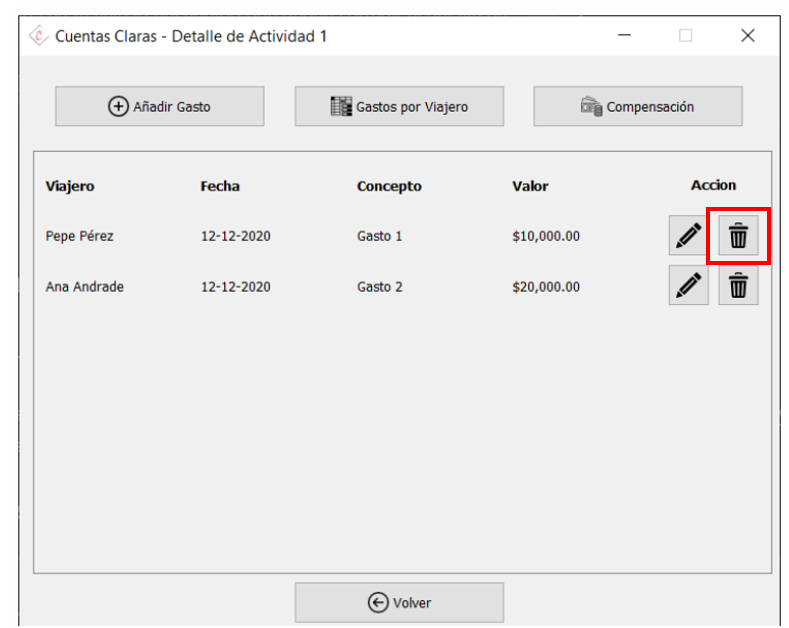 Cuentas Claras - Detalle de Actividad 1
Añadir Gasto Gastos por Viajero Compensación
Viajero Fecha Concepto Valor Accion
Pepe Pérez 12-12-2020 Gasto 1 $10,000.00
Ana Andrade 12-12-2020 Gasto 2 $20,000.00
Volver